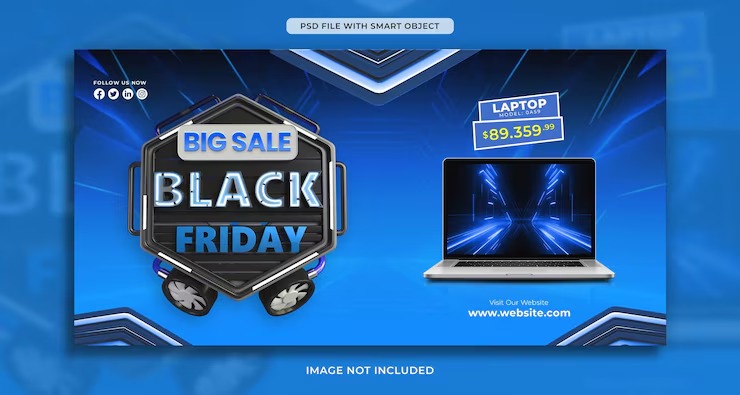 PSD FILE WITH SMART OBJECT
FOLLOW US NOW
BIG SALE
BLACK
FRIDAY
LAPTOP
MODEL: 0AS9
$89.359.99
Visit Our Website
www.website.com
IMAGE NOT INCLUDED